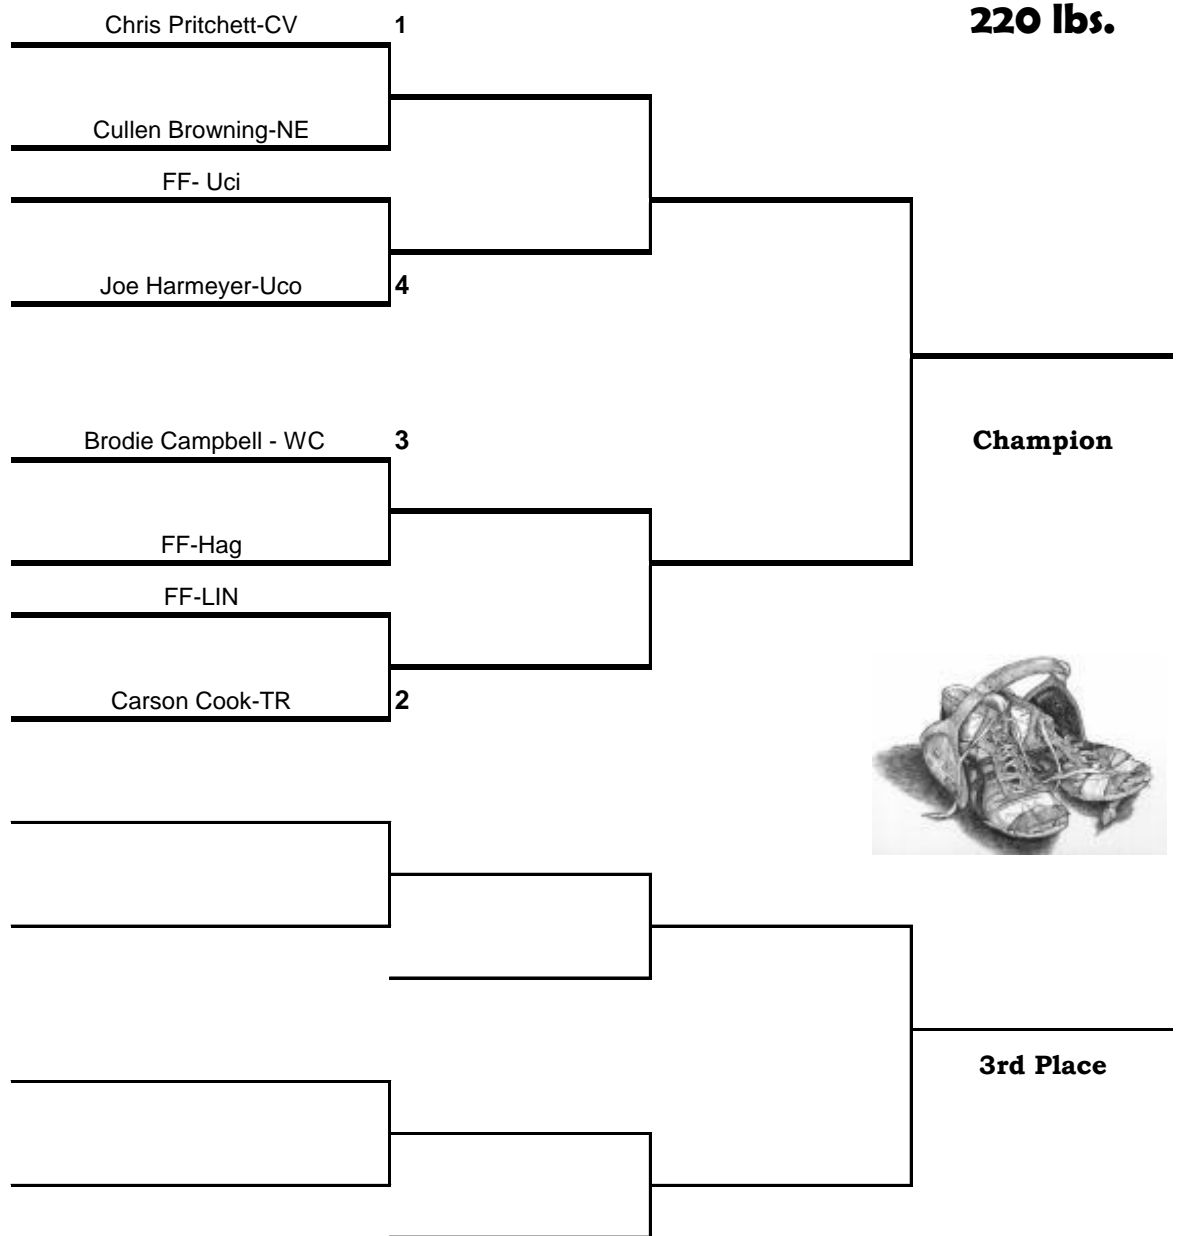 Chris Pritchett-CV 1
220 lbs.
Cullen Browning-NE
FF- Uci
Joe Harmeyer-Uco 4
Brodie Campbell - WC 3
Champion
FF-Hag
FF-LIN
Carson Cook-TR 2
3rd Place